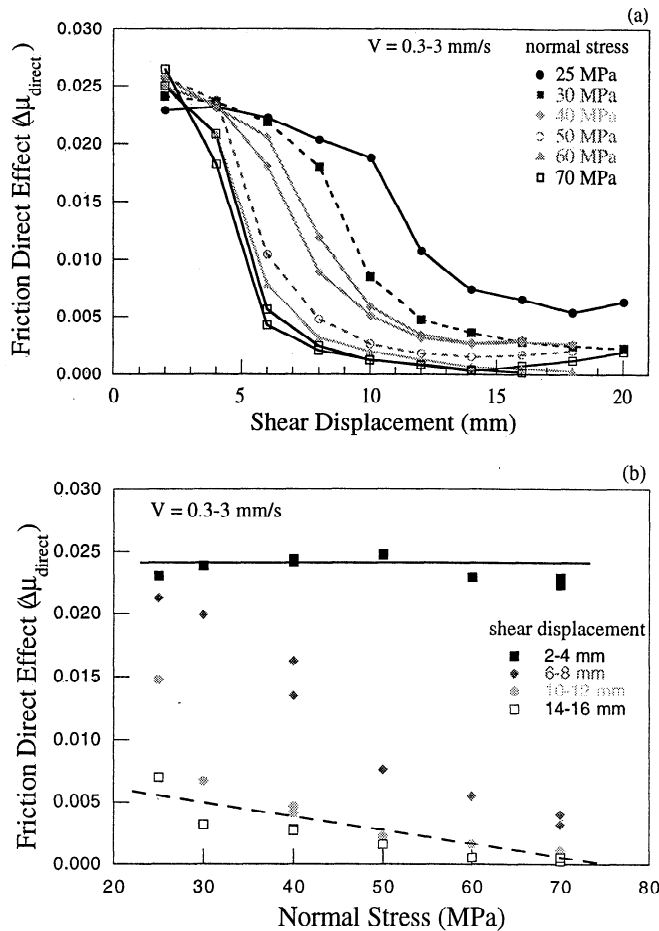 (a)
V = 0.3-3 mm/s
normal stress
25 MPa
30 MPa
40 MPa
50 MPa
60 MPa
70 MPa
Friction Direct Effect (Δμdirect)
0.030
0.025
0.020
0.015
0.010
0.005
0.000
0 5 10 15 20
Shear Displacement (mm)
(b)
V = 0.3-3 mm/s
shear displacement
2-4 mm
6-8 mm
10-12 mm
14-16 mm
Friction Direct Effect (Δμdirect)
0.030
0.025
0.020
0.015
0.010
0.005
0.000
20 30 40 50 60 70 80
Normal Stress (MPa)